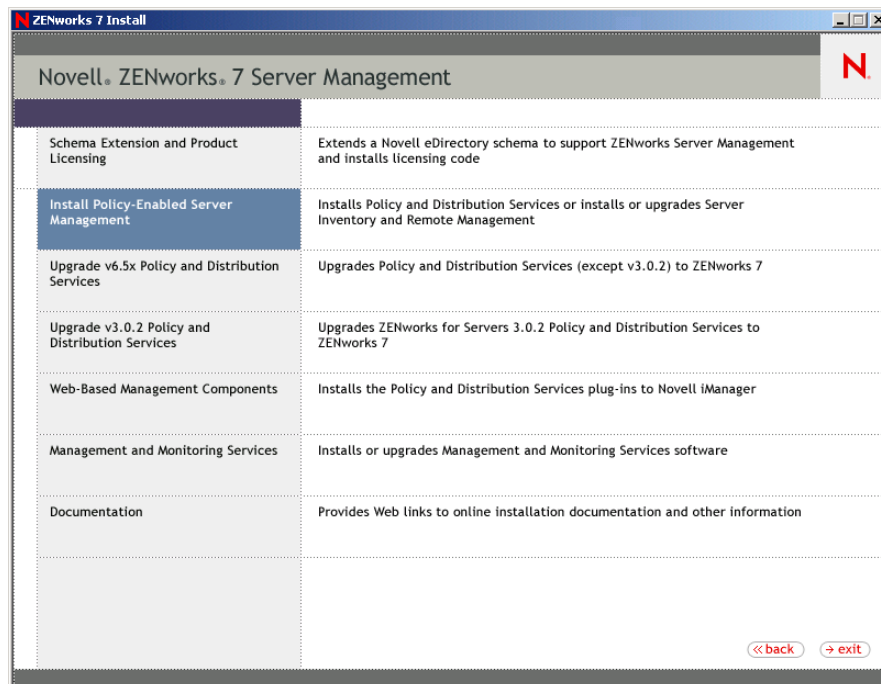 ZENworks 7 Install
Novell® ZENworks® 7 Server Management
N®
Schema Extension and Product
Licensing
Extends a Novell eDirectory schema to support ZENworks Server Management
and installs licensing code
Install Policy-Enabled Server
Management
Installs Policy and Distribution Services or installs or upgrades Server
Inventory and Remote Management
Upgrade v6.5x Policy and Distribution
Services
Upgrades Policy and Distribution Services (except v3.0.2) to ZENworks 7
Upgrade v3.0.2 Policy and
Distribution Services
Upgrades ZENworks for Servers 3.0.2 Policy and Distribution Services to
ZENworks 7
Web-Based Management Components
Installs the Policy and Distribution Services plug-ins to Novell iManager
Management and Monitoring Services
Installs or upgrades Management and Monitoring Services software
Documentation
Provides Web links to online installation documentation and other information
« back
→ exit